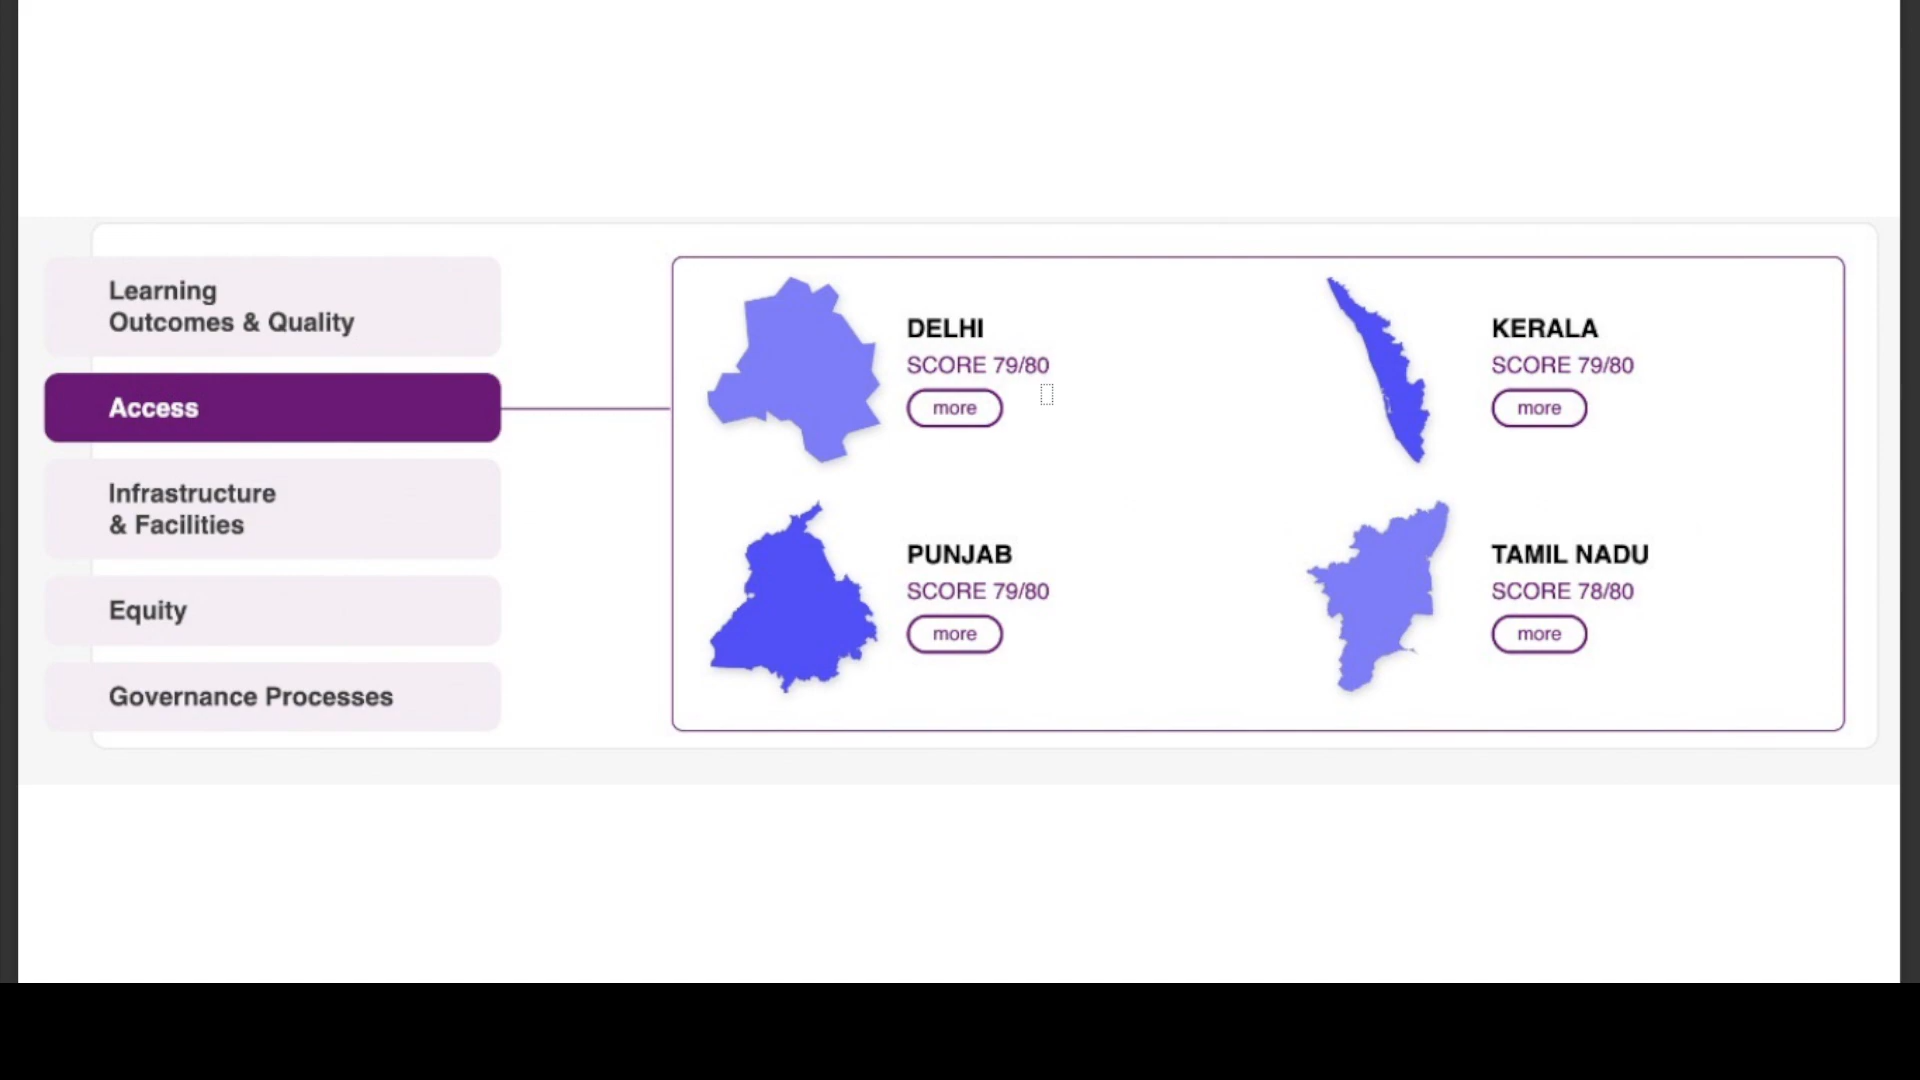 Learning
Outcomes & Quality
Access
Infrastructure
& Facilities
Equity
Governance Processes
DELHI
SCORE 79/80
more
KERALA
SCORE 79/80
more
PUNJAB
SCORE 79/80
more
TAMIL NADU
SCORE 78/80
more